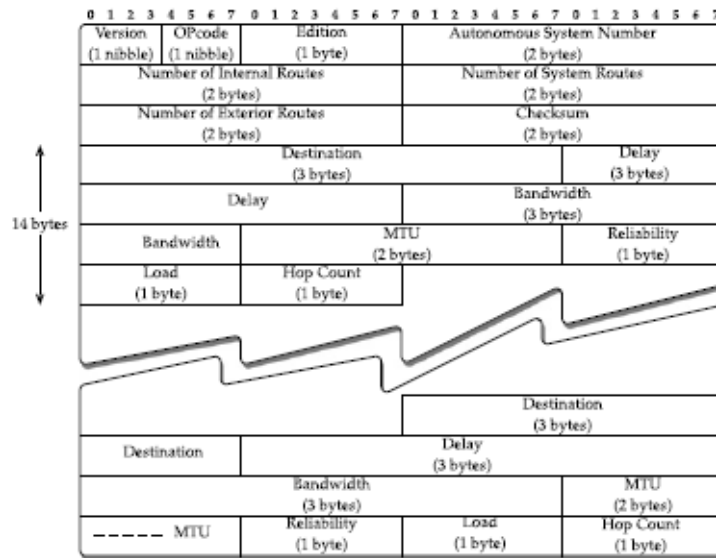 0 1 2 3 4 5 6 7 0 1 2 3 4 5 6 7 0 1 2 3 4 5 6 7 0 1 2 3 4 5 6 7
Version OPcode Edition Autonomous System Number
(1 nibble) (1 nibble) (1 byte) (2 bytes)
Number of Internal Routes Number of System Routes
(2 bytes) (2 bytes)
Number of Exterior Routes Checksum
(2 bytes) (2 bytes)
Destination Delay
(3 bytes) (3 bytes)
Delay Bandwidth
(3 bytes)
14 bytes
Bandwidth MTU Reliability
(2 bytes) (1 byte)
Load Hop Count
(1 byte) (1 byte)
Destination
(3 bytes)
Destination Delay
(3 bytes)
Bandwidth MTU
(3 bytes) (2 bytes)
------ MTU Reliability Load Hop Count
(1 byte) (1 byte) (1 byte)